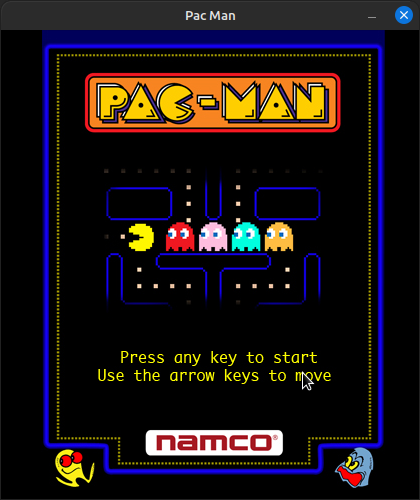 Pac Man
PAC-MAN
Press any key to start
Use the arrow keys to move
namco®